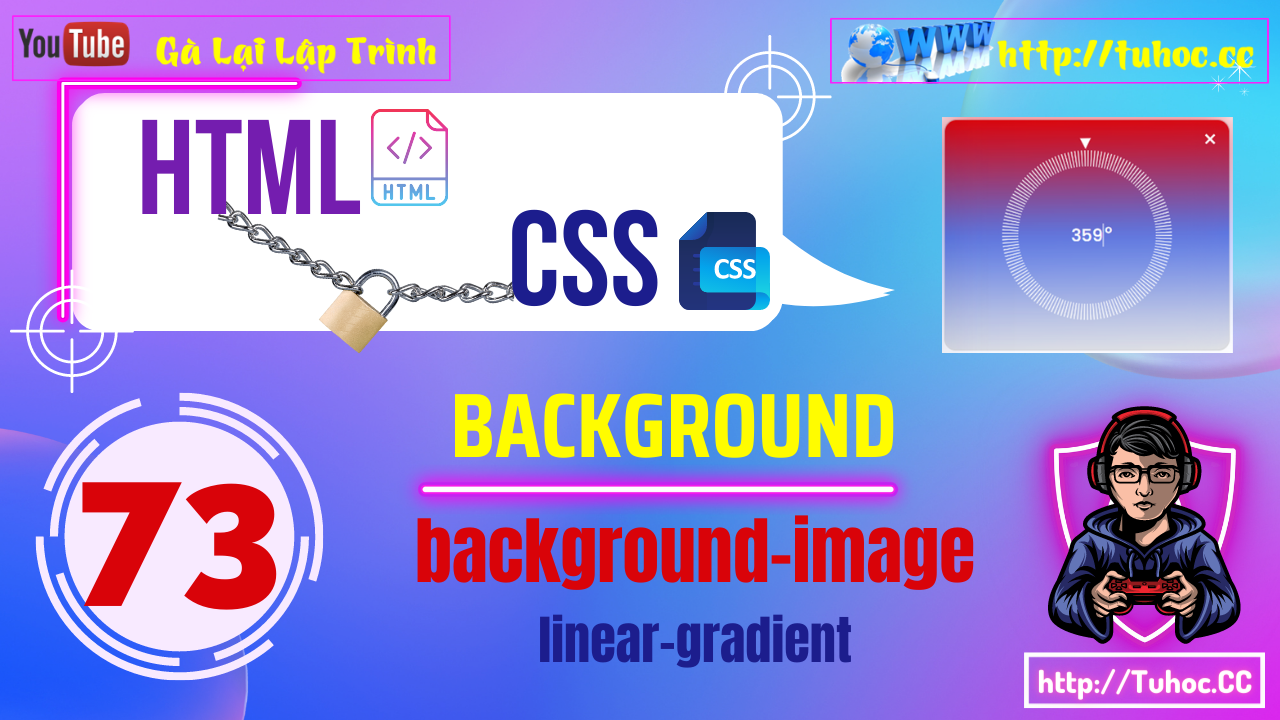 YouTube Gà Lại Lập Trình
WWW http://tuhoc.cc
HTML
</>
HTML
CSS
CSS
359°
BACKGROUND
73
background-image
linear-gradient
http://Tuhoc.CC